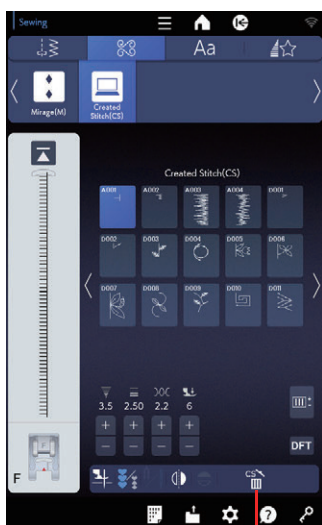 Sewing
Aa
Mirage(M)
Created
Stitch(CS)
Created Stitch(CS)
A001 A002 A003 A004 D001
D002 D003 D004 D005 D006
D007 D008 D009 D010 D011
3.5 2.50 2.2 6
+ + + +
- - - -
DFT
F
CS
?